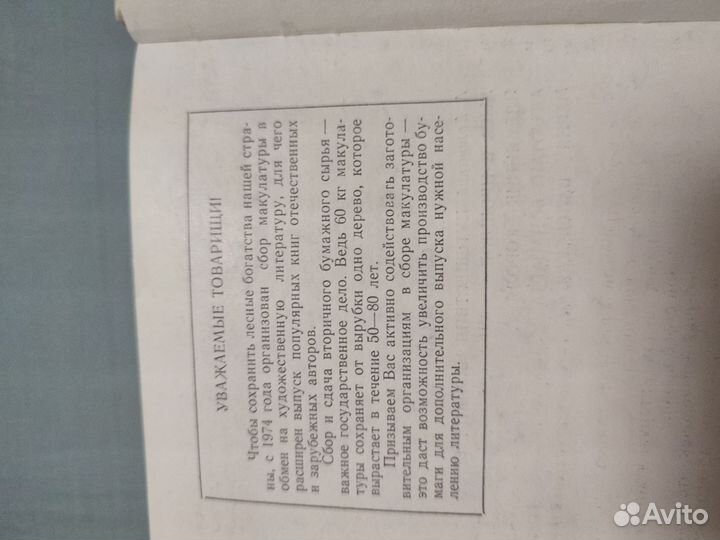 УВАЖАЕМЫЕ ТОВАРИЩИ!
Чтобы сохранить лесные богатства нашей стра-
ны, с 1974 года организован сбор макулатуры в
обмен на художественную литературу, для чего
расширен выпуск популярных книг отечественных
и зарубежных авторов.
Сбор и сдача вторичного бумажного сырья —
важное государственное дело. Ведь 60 кг макула-
туры сохраняет от вырубки одно дерево, которое
вырастает в течение 50—80 лет.
Призываем Вас активно содействовать загото-
вительным организациям в сборе макулатуры —
это даст возможность увеличить производство бу-
маги для дополнительного выпуска нужной насе-
лению литературы.
Avito